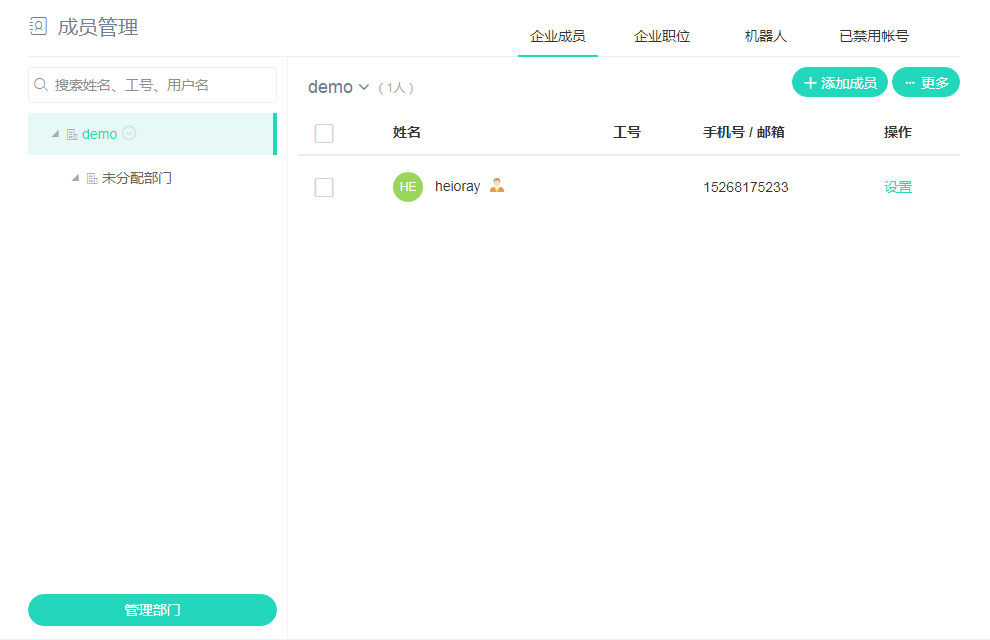 成员管理
企业成员 企业职位 机器人 已禁用帐号
搜索姓名、工号、用户名
demo
未分配部门
管理部门
demo (1人)
添加成员 更多
姓名 工号 手机号 / 邮箱 操作
HE heioray 15268175233 设置